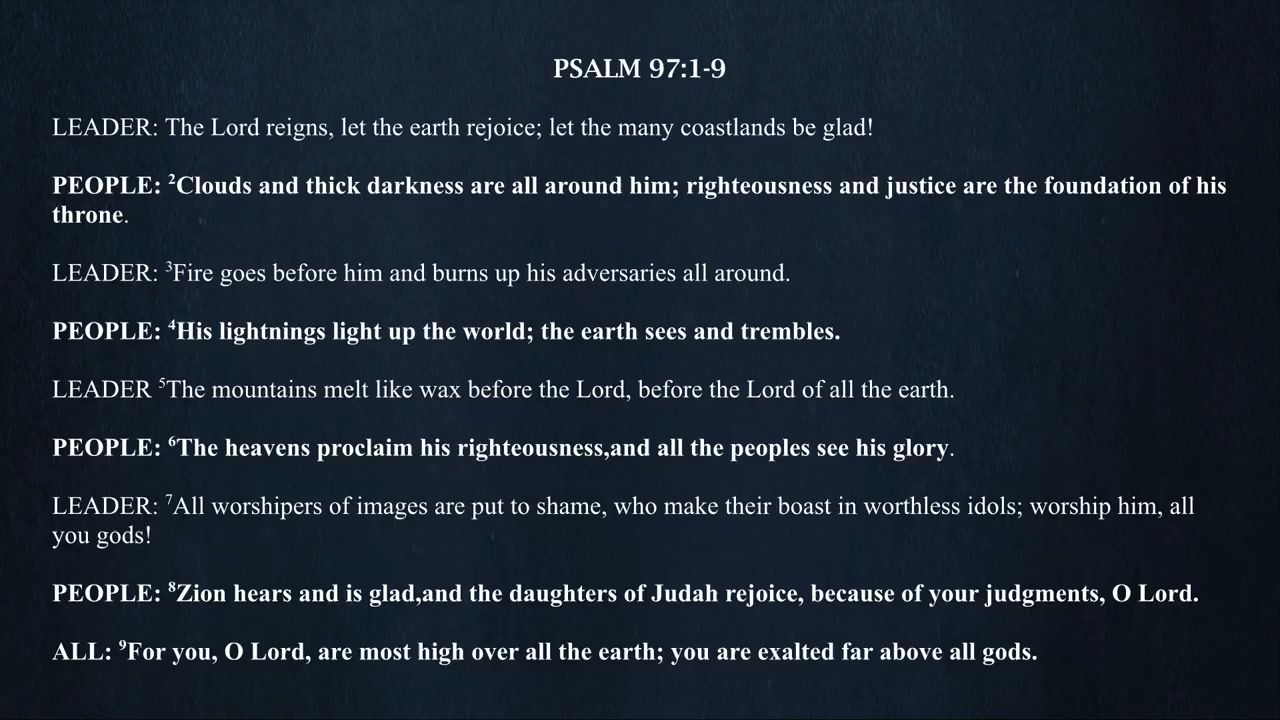 PSALM 97:1-9
LEADER: The Lord reigns, let the earth rejoice; let the many coastlands be glad!
PEOPLE: ²Clouds and thick darkness are all around him; righteousness and justice are the foundation of his
throne.
LEADER: ³Fire goes before him and burns up his adversaries all around.
PEOPLE: ⁴His lightnings light up the world; the earth sees and trembles.
LEADER ⁵The mountains melt like wax before the Lord, before the Lord of all the earth.
PEOPLE: ⁶The heavens proclaim his righteousness,and all the peoples see his glory.
LEADER: ⁷All worshipers of images are put to shame, who make their boast in worthless idols; worship him, all
you gods!
PEOPLE: ⁸Zion hears and is glad,and the daughters of Judah rejoice, because of your judgments, O Lord.
ALL: ⁹For you, O Lord, are most high over all the earth; you are exalted far above all gods.